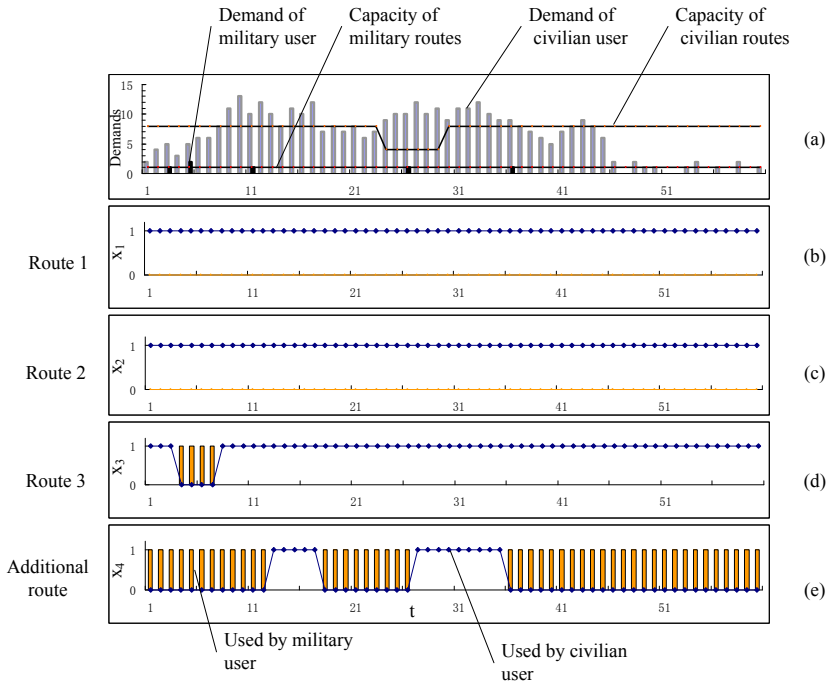 Demand of
military user
Capacity of
military routes
Demand of
civilian user
Capacity of
civilian routes
Demands
15
10
5
0
1 11 21 31 41 51
(a)
Route 1
x1
1
0
1 11 21 31 41 51
(b)
Route 2
x2
1
0
1 11 21 31 41 51
(c)
Route 3
x3
1
0
1 11 21 31 41 51
(d)
Additional
route
x4
1
0
1 11 21 31 41 51
t
(e)
Used by military
user
Used by civilian
user